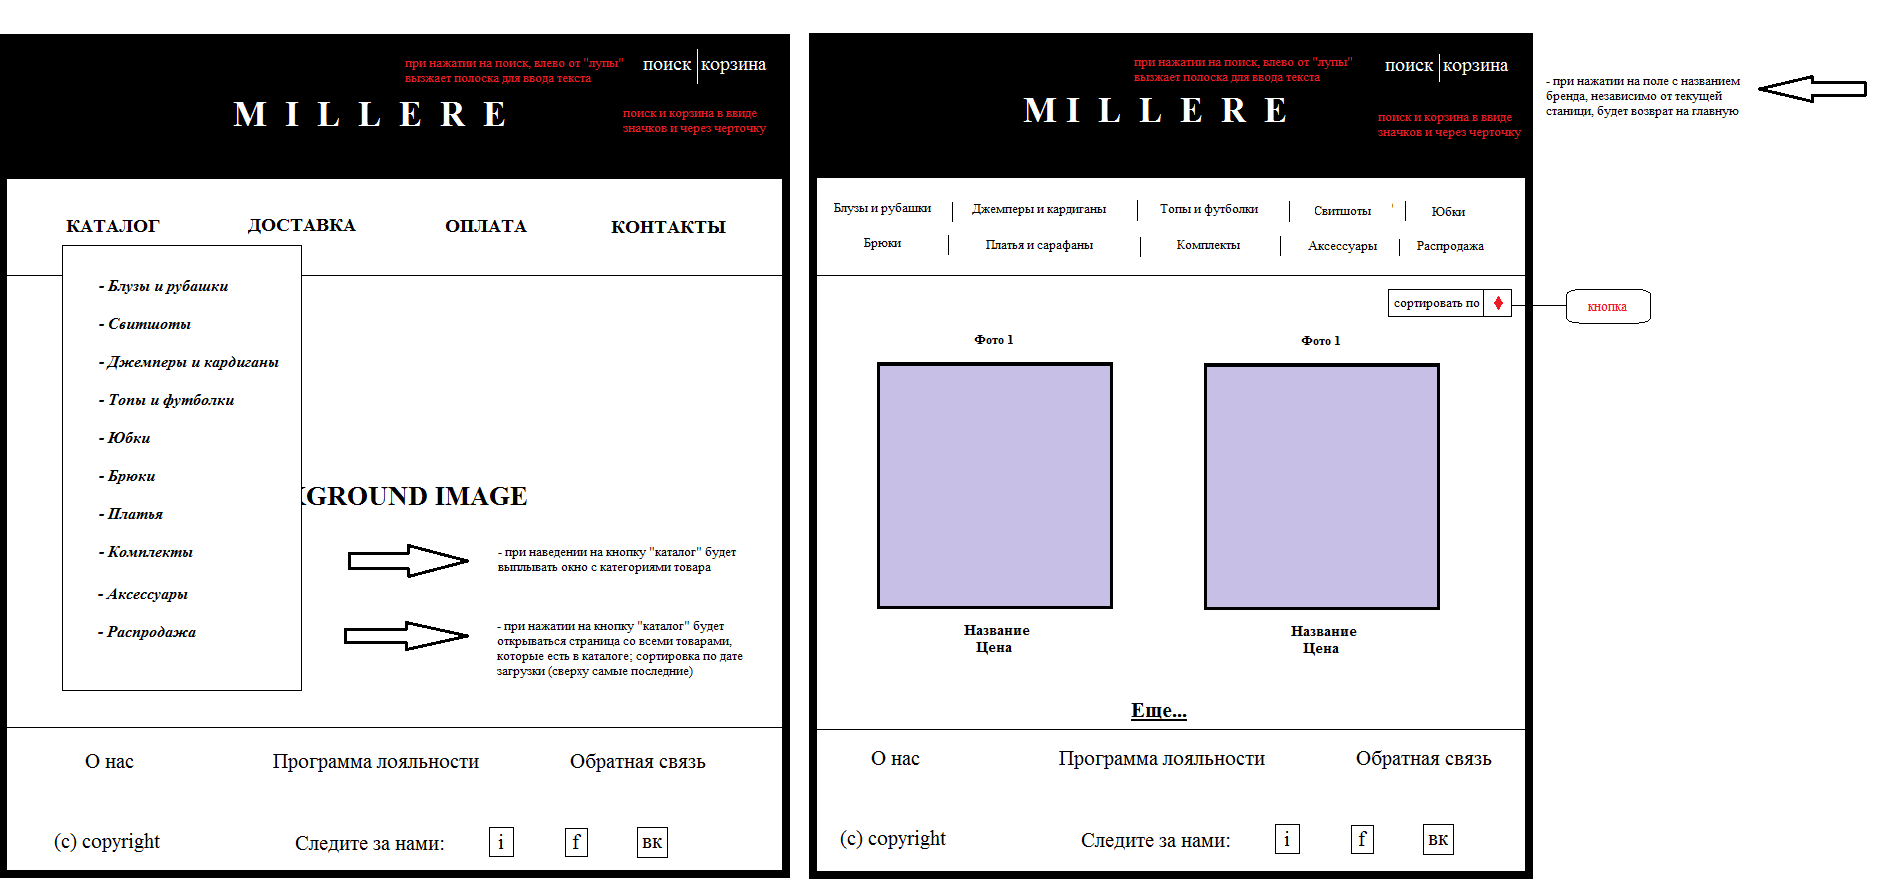 при нажатии на поиск, влево от "лупы"
вызжает полоска для ввода текста
поиск корзина
M I L L E R E
поиск и корзина в ввиде
значков и через черточку
КАТАЛОГ ДОСТАВКА ОПЛАТА КОНТАКТЫ
- Блузы и рубашки
- Свитшоты
- Джемперы и кардиганы
- Топы и футболки
- Юбки
- Брюки
- Платья
- Комплекты
- Аксессуары
- Распродажа
KGROUND IMAGE
- при наведении на кнопку "каталог" будет
выплывать окно с категориями товара
- при нажатии на кнопку "каталог" будет
открываться страница со всеми товарами,
которые есть в каталоге; сортировка по дате
загрузки (сверху самые последние)
О нас Программа лояльности Обратная связь
(c) copyright Следите за нами: i f вк
при нажатии на поиск, влево от "лупы"
вызжает полоска для ввода текста
поиск корзина
M I L L E R E
поиск и корзина в ввиде
значков и через черточку
Блузы и рубашки Джемперы и кардиганы Топы и футболки Свитшоты Юбки
Брюки Платья и сарафаны Комплекты Аксессуары Распродажа
сортировать по
кнопка
Фото 1 Фото 1
Название Название
Цена Цена
Еще...
О нас Программа лояльности Обратная связь
(c) copyright Следите за нами: i f вк
- при нажатии на поле с названием
бренда, независимо от текущей
станици, будет возврат на главную